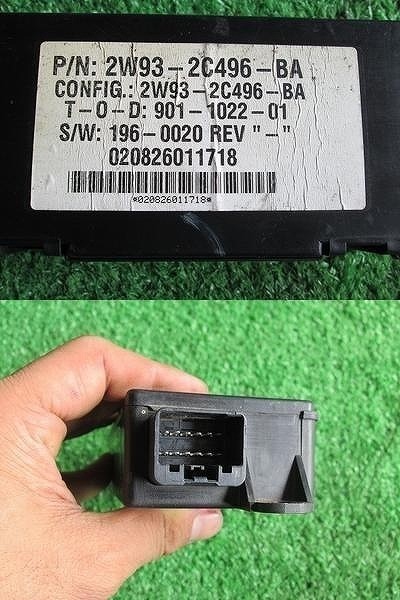 P/N: 2W93-2C496-BA
CONFIG.: 2W93-2C496-BA
T-O-D: 901-1022-01
S/W: 196-0020 REV "-"
020826011718
*020826011718*